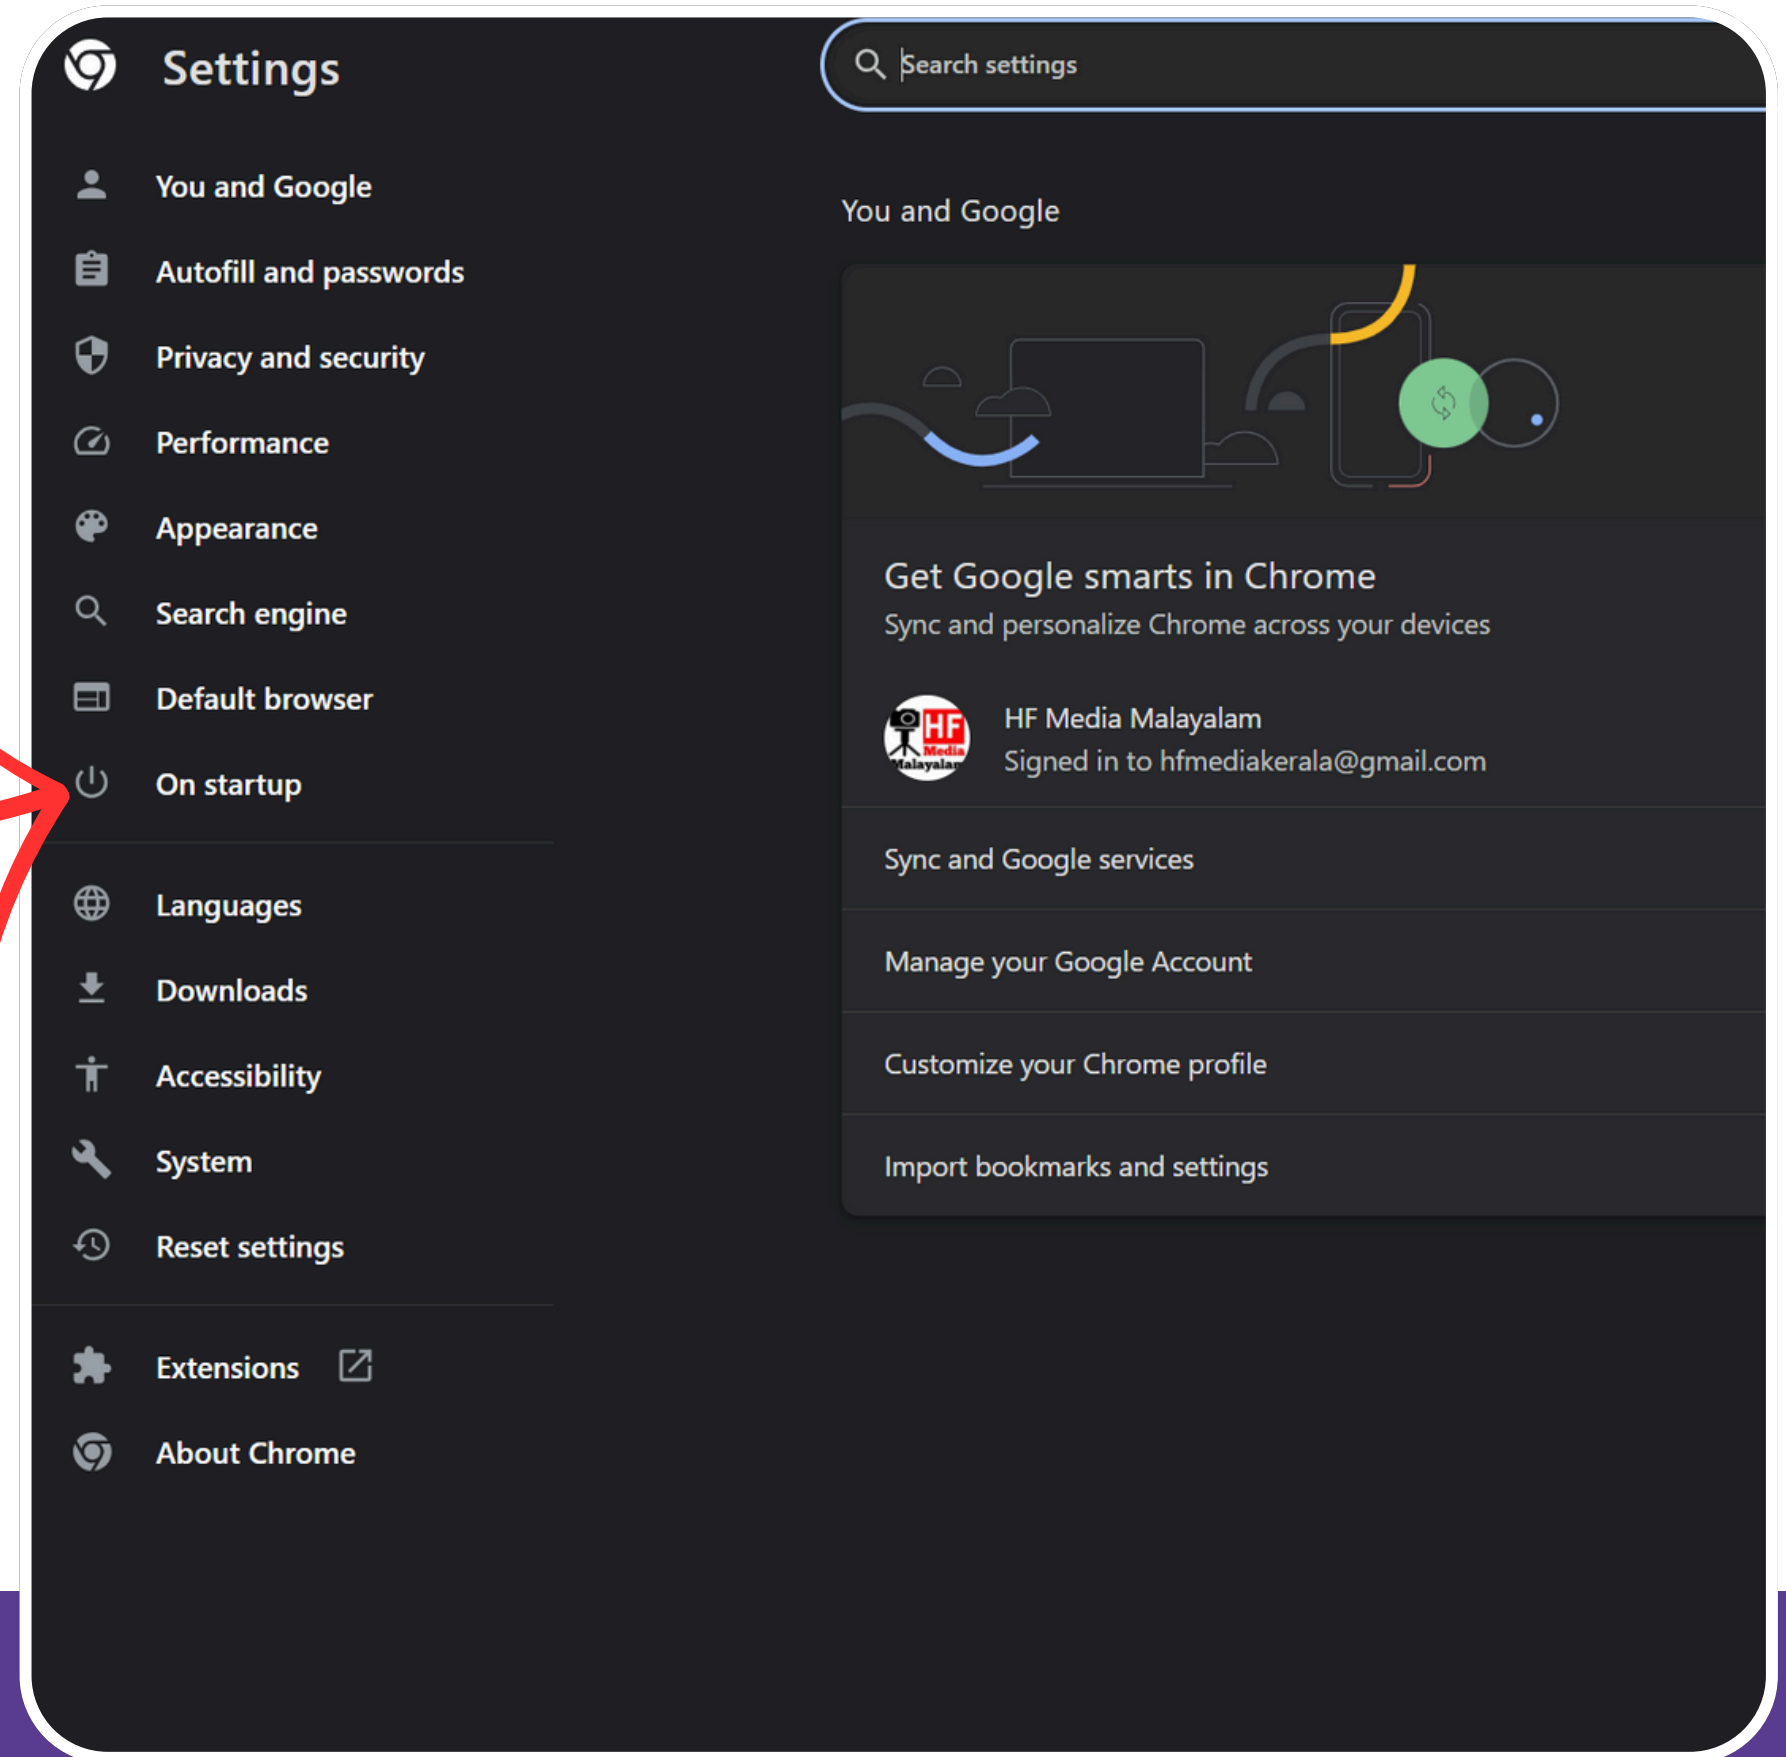 Settings
Search settings
You and Google
Autofill and passwords
Privacy and security
Performance
Appearance
Search engine
Default browser
On startup
Languages
Downloads
Accessibility
System
Reset settings
Extensions
About Chrome
You and Google
Get Google smarts in Chrome
Sync and personalize Chrome across your devices
HF
Media
Malayalam
HF Media Malayalam
Signed in to hfmediakerala@gmail.com
Sync and Google services
Manage your Google Account
Customize your Chrome profile
Import bookmarks and settings